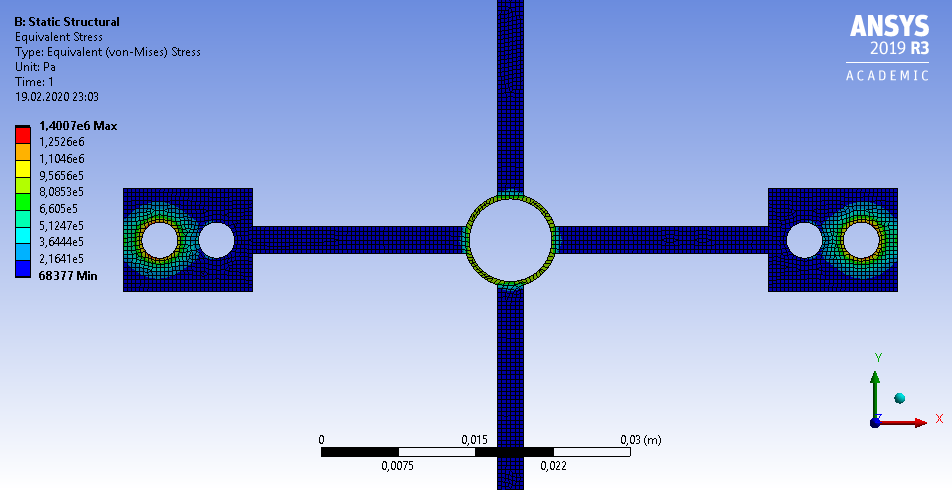 B: Static Structural
Equivalent Stress
Type: Equivalent (von-Mises) Stress
Unit: Pa
Time: 1
19.02.2020 23:03
1,4007e6 Max
1,2526e6
1,1046e6
9,5656e5
8,0853e5
6,605e5
5,1247e5
3,6444e5
2,1641e5
68377 Min
ANSYS
2019 R3
ACADEMIC
0 0,015 0,03 (m)
0,0075 0,022
Y
Z X